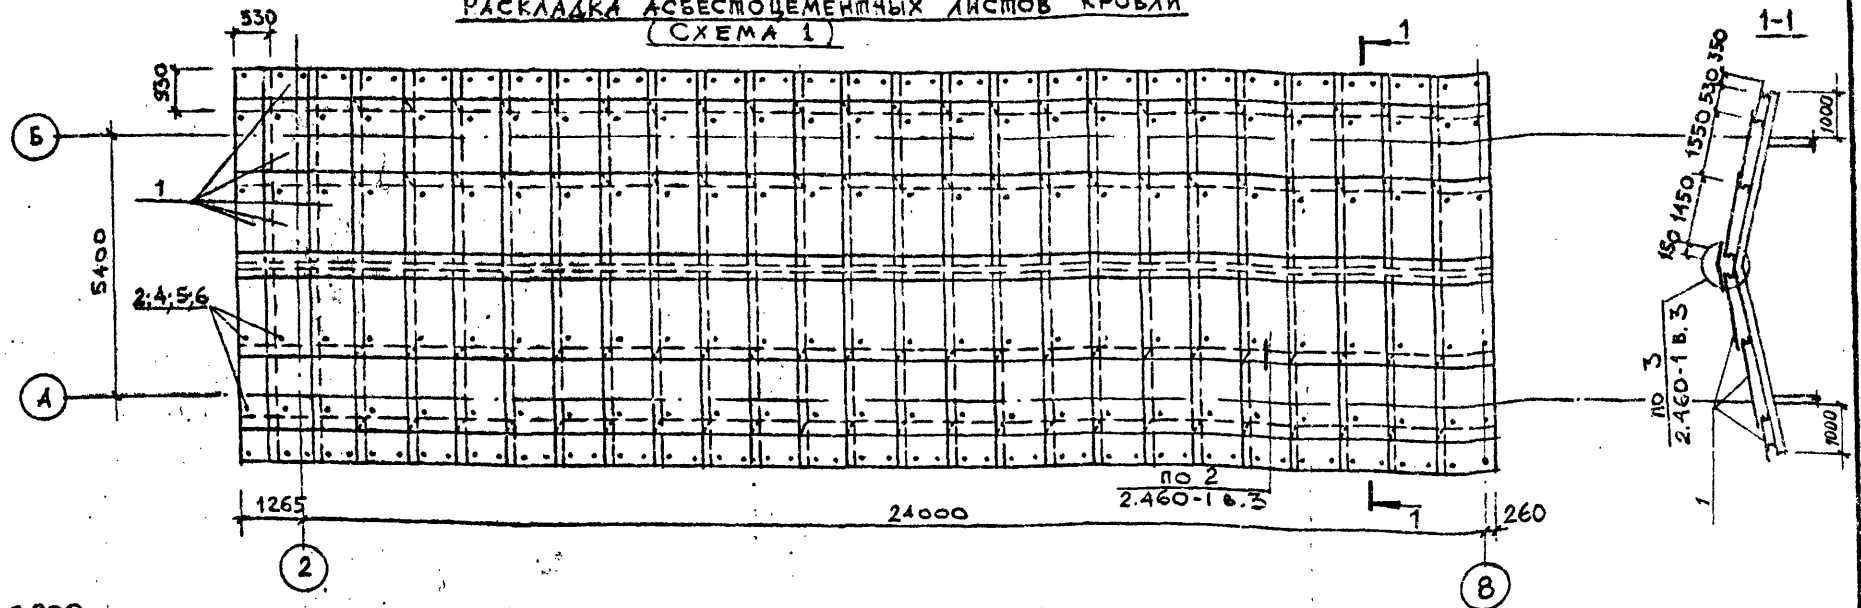 РАСКЛАДКА АСБЕСТОЦЕМЕНТНЫХ ЛИСТОВ КРОВЛИ
(СХЕМА 1)
1
1-1
530
930
Б
1
5400
2;4;5;6
А
1265
24000
260
2
8
по 2
2.460-1 в.3
1
350
530
1550
1450
150
1000
по 3
2.460-1 в.3
1000
1